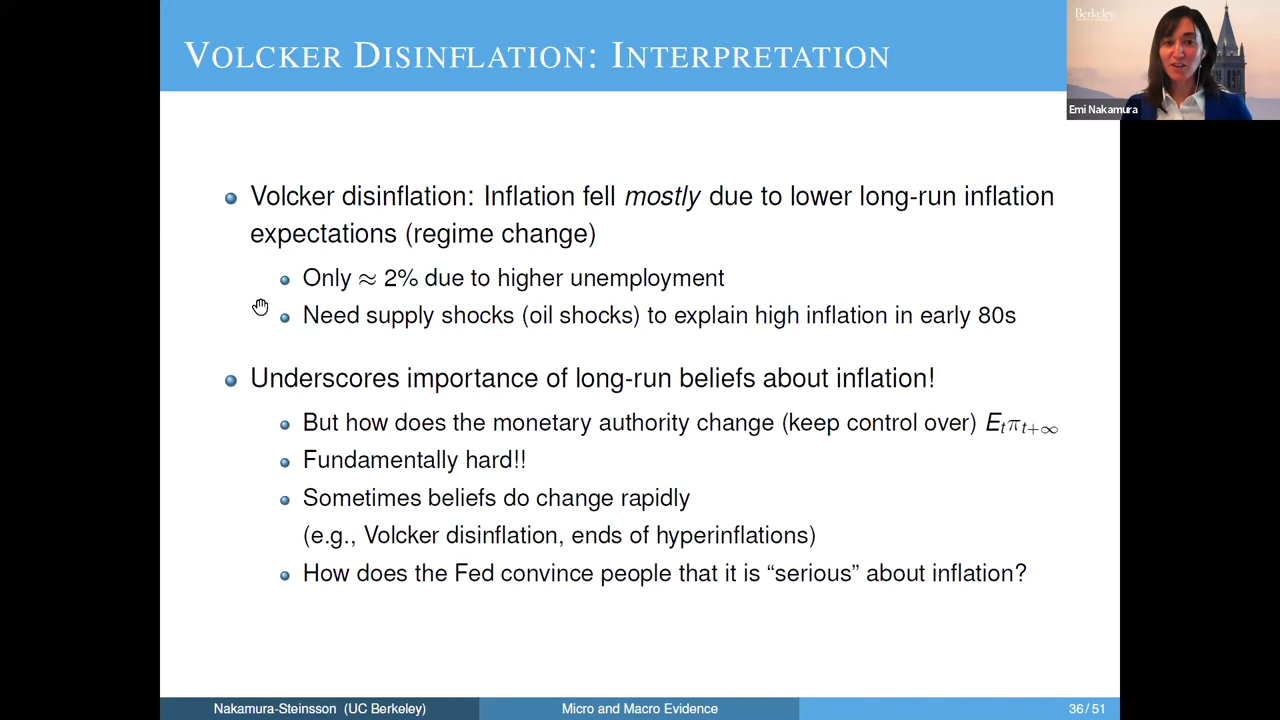 VOLCKER DISINFLATION: INTERPRETATION
Berkeley
Emi Nakamura
Volcker disinflation: Inflation fell mostly due to lower long-run inflation
expectations (regime change)
Only ≈ 2% due to higher unemployment
Need supply shocks (oil shocks) to explain high inflation in early 80s
Underscores importance of long-run beliefs about inflation!
But how does the monetary authority change (keep control over) Eₜπₜ₊∞
Fundamentally hard!!
Sometimes beliefs do change rapidly
(e.g., Volcker disinflation, ends of hyperinflations)
How does the Fed convince people that it is “serious” about inflation?
Nakamura-Steinsson (UC Berkeley) Micro and Macro Evidence 36 / 51